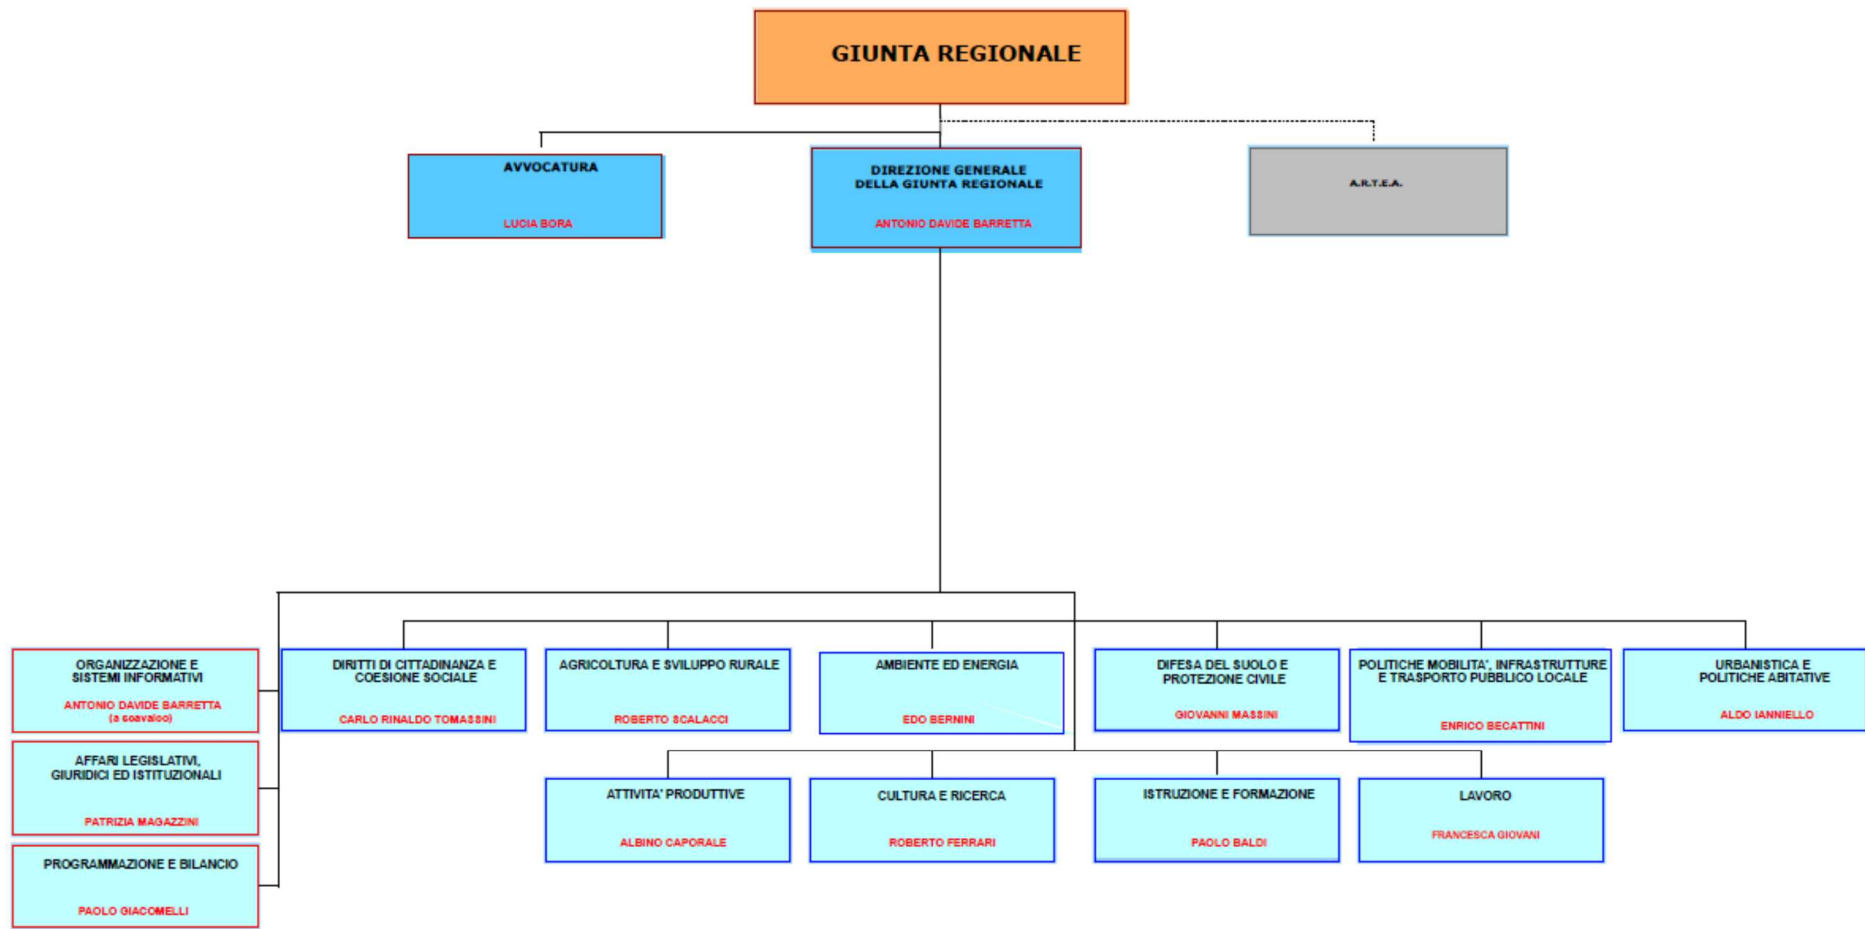 GIUNTA REGIONALE
AVVOCATURA
LUCIA BORA
DIREZIONE GENERALE
DELLA GIUNTA REGIONALE
ANTONIO DAVIDE BARRETTA
A.R.T.E.A.
ORGANIZZAZIONE E
SISTEMI INFORMATIVI
ANTONIO DAVIDE BARRETTA
(a scavalco)
DIRITTI DI CITTADINANZA E
COESIONE SOCIALE
CARLO RINALDO TOMASSINI
AGRICOLTURA E SVILUPPO RURALE
ROBERTO SCALACCI
AMBIENTE ED ENERGIA
EDO BERNINI
DIFESA DEL SUOLO E
PROTEZIONE CIVILE
GIOVANNI MASSINI
POLITICHE MOBILITA', INFRASTRUTTURE
E TRASPORTO PUBBLICO LOCALE
ENRICO BECATTINI
URBANISTICA E
POLITICHE ABITATIVE
ALDO IANNIELLO
AFFARI LEGISLATIVI,
GIURIDICI ED ISTITUZIONALI
PATRIZIA MAGAZZINI
ATTIVITA' PRODUTTIVE
ALBINO CAPORALE
CULTURA E RICERCA
ROBERTO FERRARI
ISTRUZIONE E FORMAZIONE
PAOLO BALDI
LAVORO
FRANCESCA GIOVANI
PROGRAMMAZIONE E BILANCIO
PAOLO GIACOMELLI